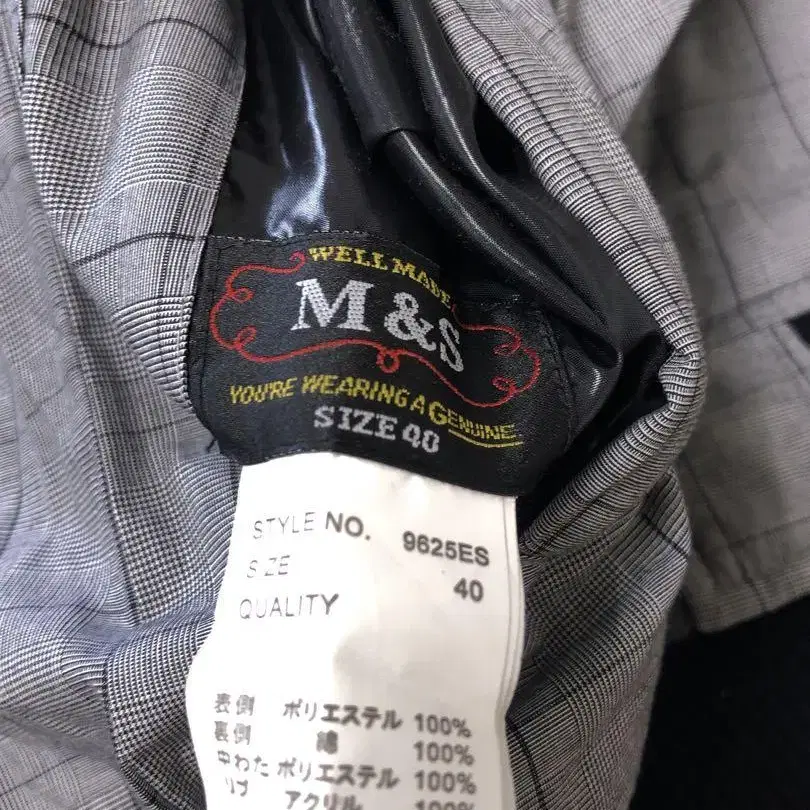 WELL MADE
M&S
YOU'RE WEARING A GENUINE
SIZE 40
STYLE NO. 9625ES
SIZE 40
QUALITY
表側 ポリエステル 100%
裏側 綿 100%
中わた ポリエステル 100%
リブ アクリル 100%